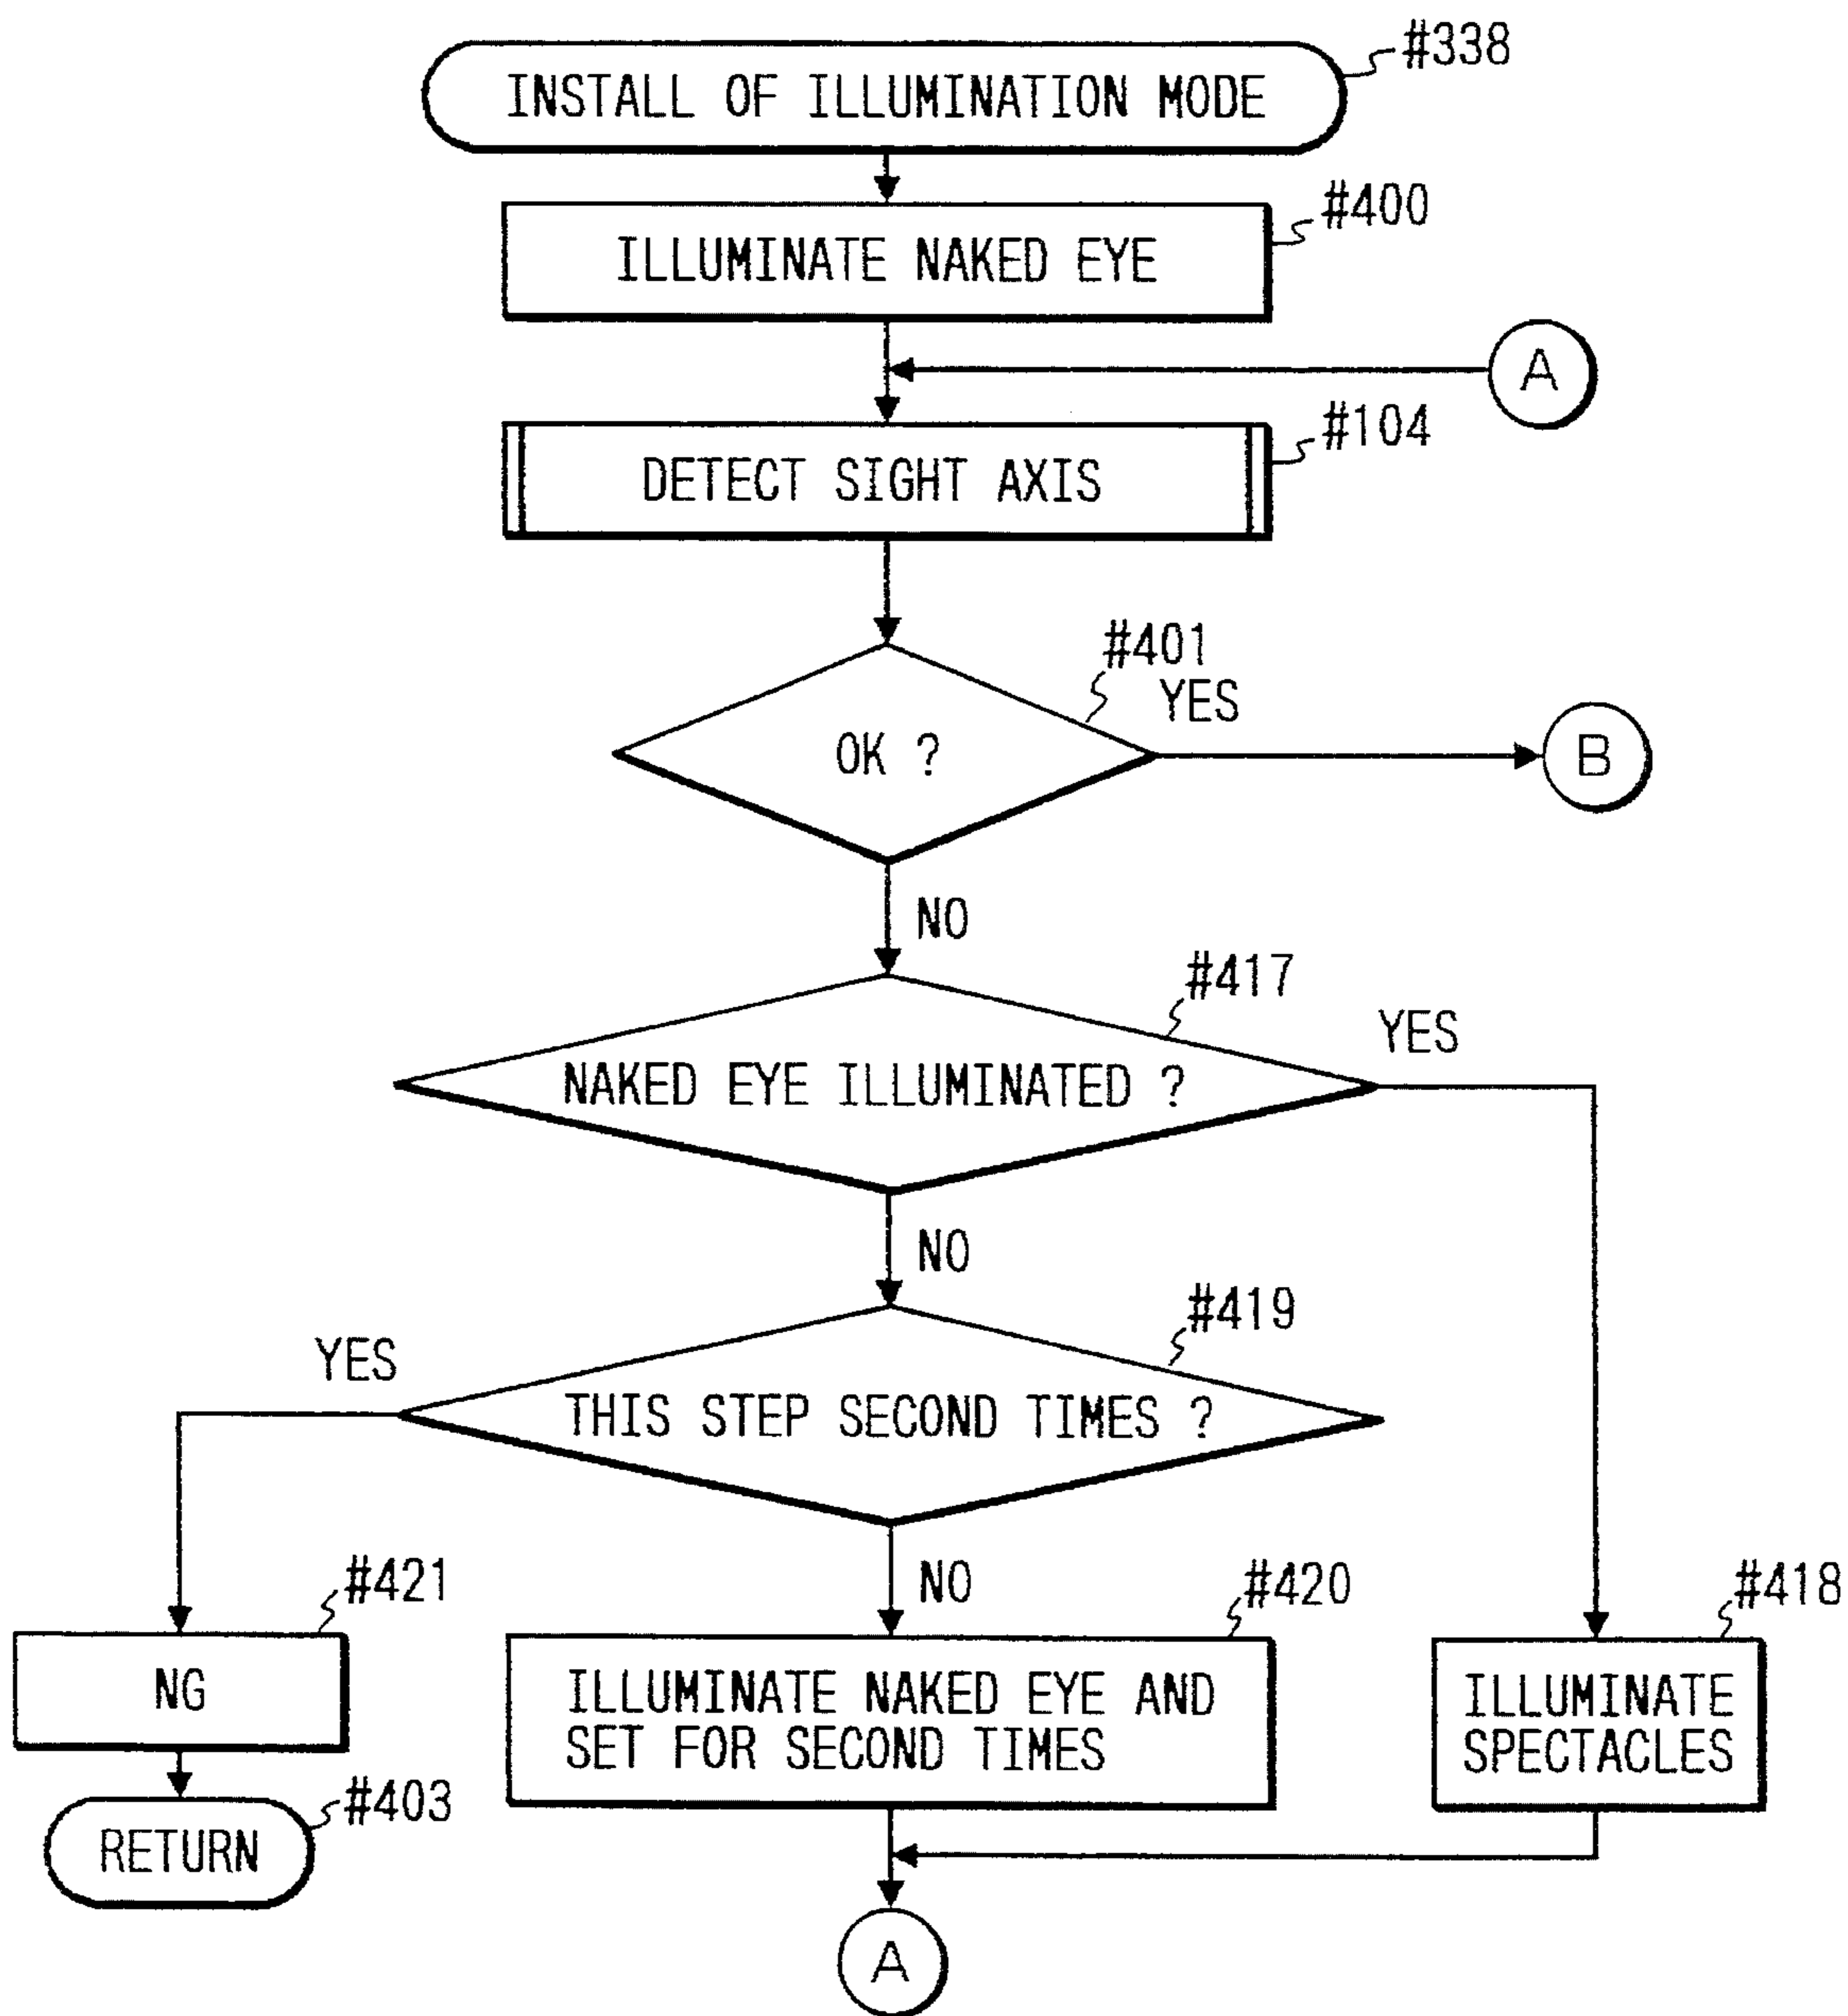 INSTALL OF ILLUMINATION MODE
#338
ILLUMINATE NAKED EYE
#400
A
DETECT SIGHT AXIS
#104
#401
YES
OK ?
B
NO
#417
YES
NAKED EYE ILLUMINATED ?
NO
#419
YES
THIS STEP SECOND TIMES ?
NO
#421
#420
#418
NG
ILLUMINATE NAKED EYE AND
SET FOR SECOND TIMES
ILLUMINATE
SPECTACLES
#403
RETURN
A